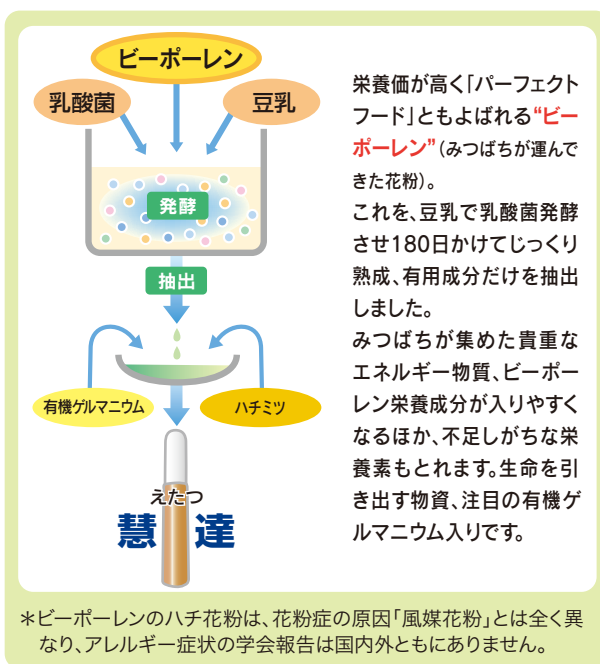 ビーポーレン
乳酸菌
豆乳
発酵
抽出
有機ゲルマニウム
ハチミツ
えたつ
慧達
栄養価が高く「パーフェクト
フード」ともよばれる“ビー
ポーレン”(みつばちが運んで
きた花粉)。
これを、豆乳で乳酸菌発酵
させ180日かけてじっくり
熟成、有用成分だけを抽出
しました。
みつばちが集めた貴重な
エネルギー物質、ビーポー
レン栄養成分が入りやすく
なるほか、不足しがちな栄
養素もとれます。生命を引
き出す物資、注目の有機ゲ
ルマニウム入りです。
＊ビーポーレンのハチ花粉は、花粉症の原因「風媒花粉」とは全く異
なり、アレルギー症状の学会報告は国内外ともにありません。